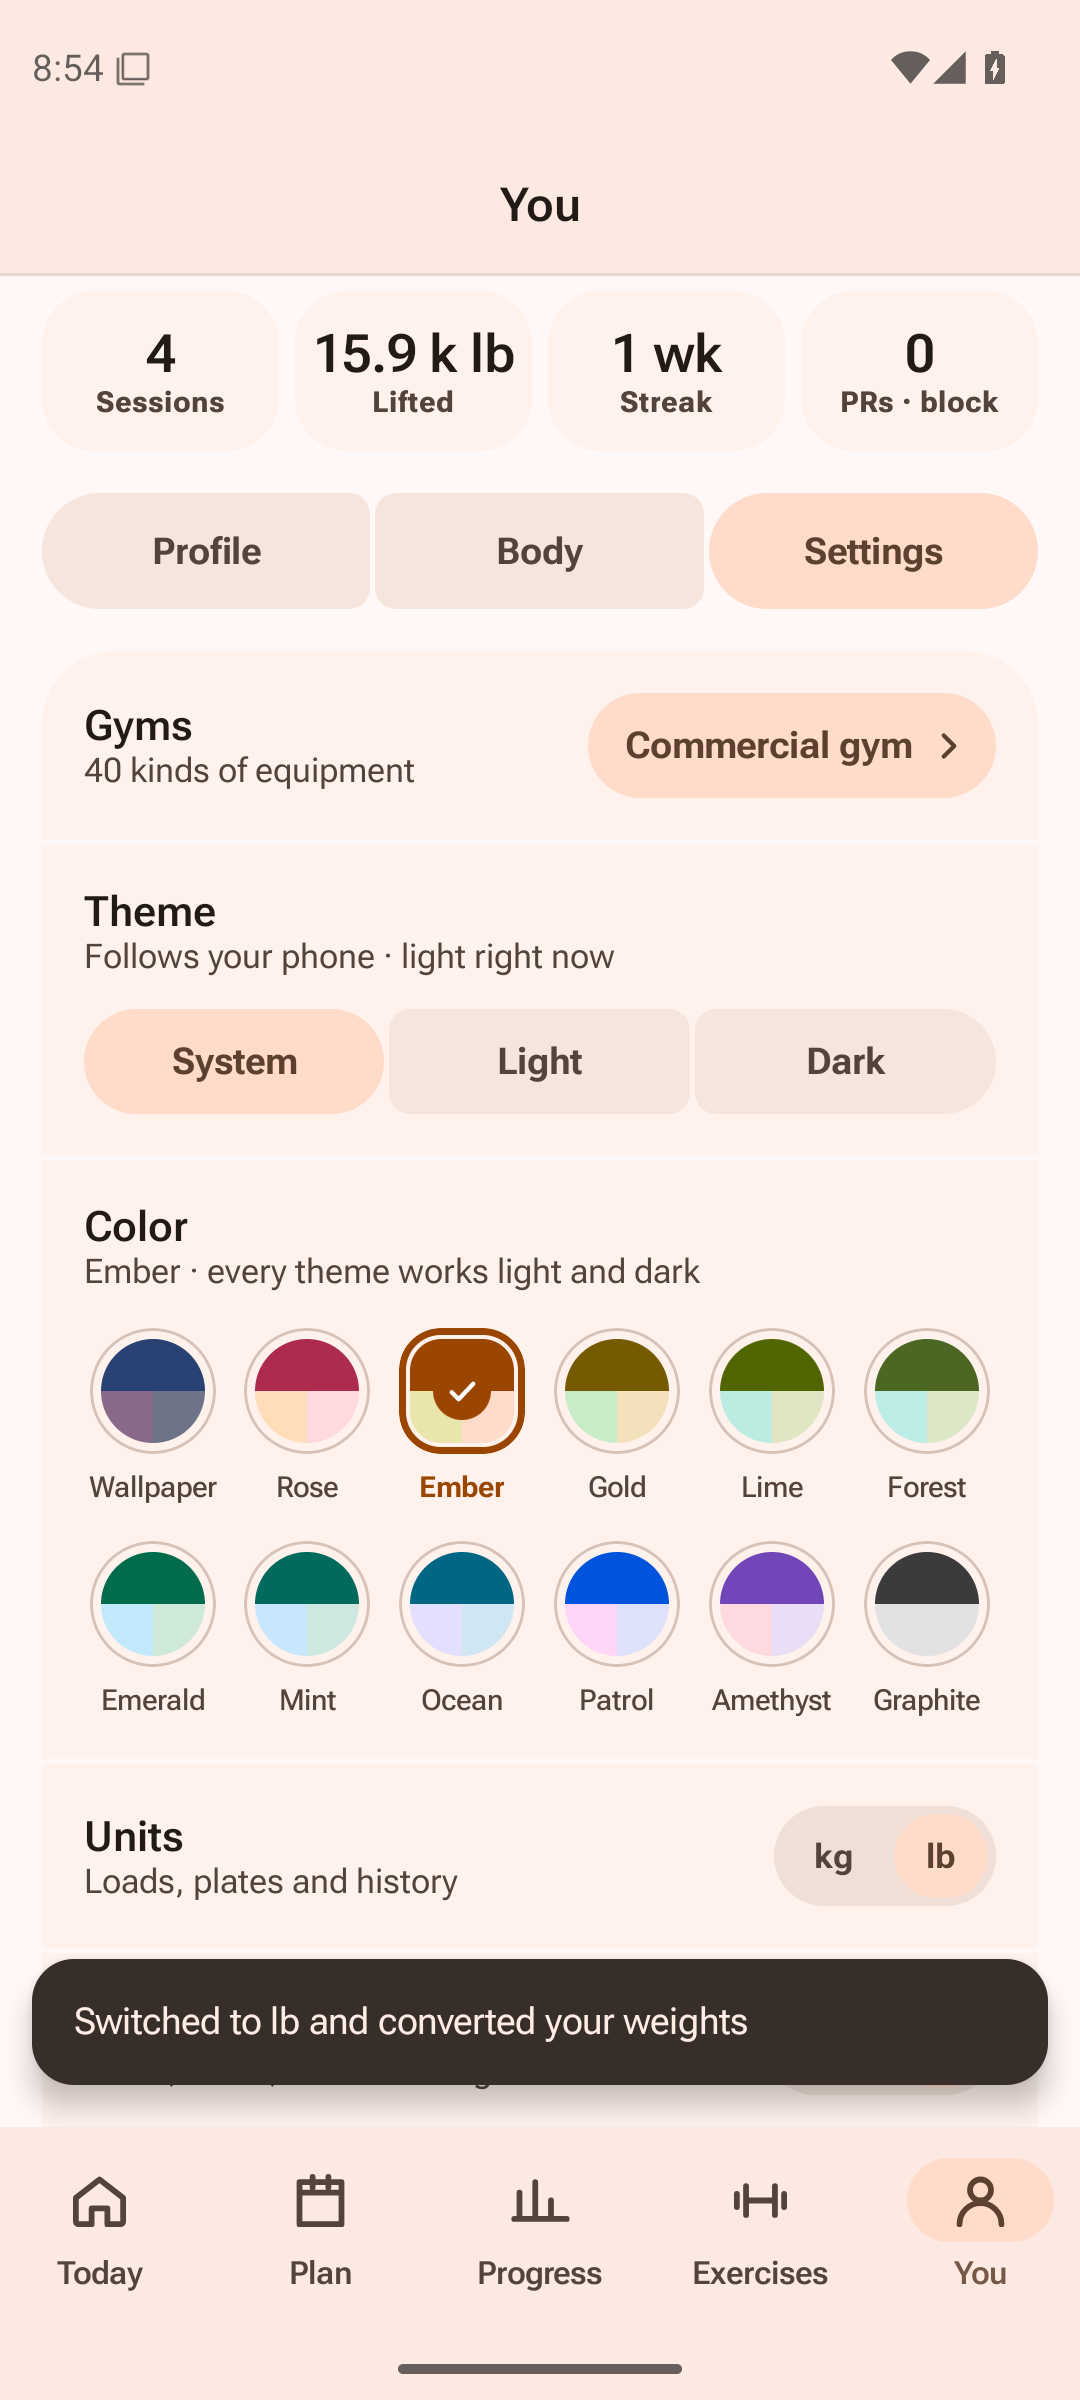 8:54
You
4
Sessions
15.9 k lb
Lifted
1 wk
Streak
0
PRs · block
Profile
Body
Settings
Gyms
40 kinds of equipment
Commercial gym
Theme
Follows your phone · light right now
System
Light
Dark
Color
Ember · every theme works light and dark
Wallpaper
Rose
Ember
Gold
Lime
Forest
Emerald
Mint
Ocean
Patrol
Amethyst
Graphite
Units
Loads, plates and history
kg
lb
Switched to lb and converted your weights
Today
Plan
Progress
Exercises
You